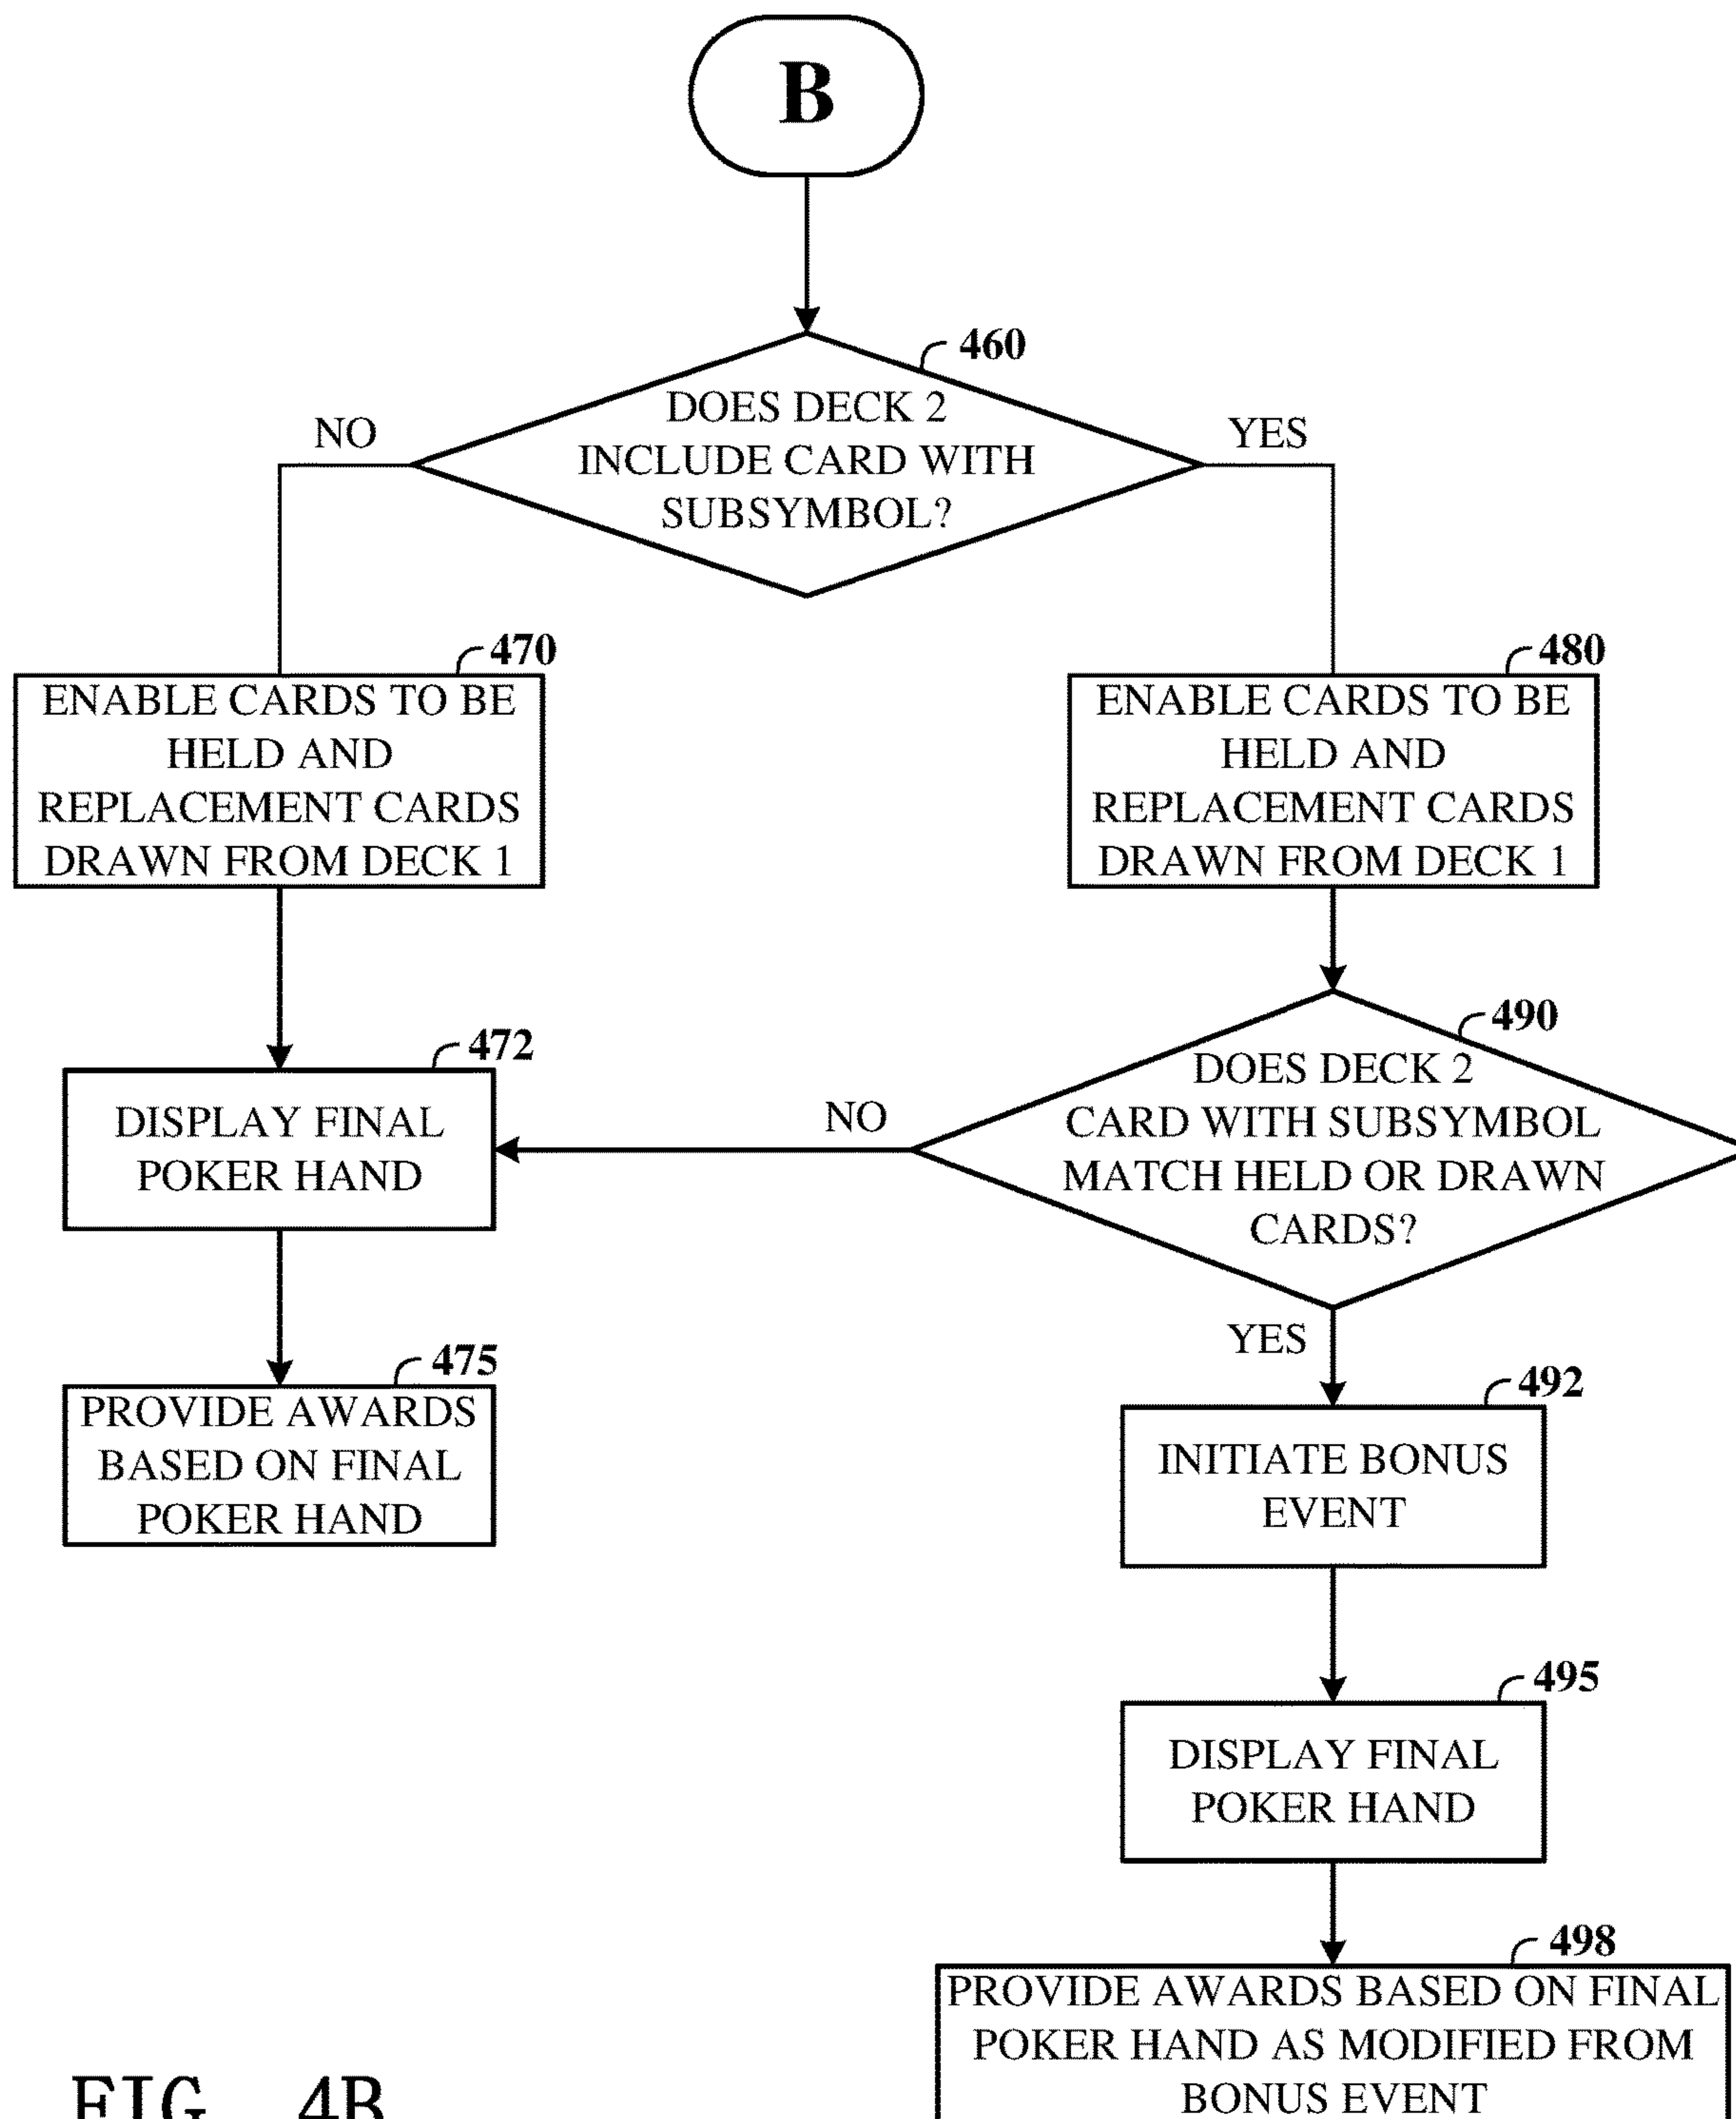 B
460
DOES DECK 2
INCLUDE CARD WITH
SUBSYMBOL?
NO
YES
470
ENABLE CARDS TO BE
HELD AND
REPLACEMENT CARDS
DRAWN FROM DECK 1
480
ENABLE CARDS TO BE
HELD AND
REPLACEMENT CARDS
DRAWN FROM DECK 1
472
DISPLAY FINAL
POKER HAND
490
DOES DECK 2
CARD WITH SUBSYMBOL
MATCH HELD OR DRAWN
CARDS?
NO
YES
475
PROVIDE AWARDS
BASED ON FINAL
POKER HAND
492
INITIATE BONUS
EVENT
495
DISPLAY FINAL
POKER HAND
498
PROVIDE AWARDS BASED ON FINAL
POKER HAND AS MODIFIED FROM
BONUS EVENT
FIG. 4B